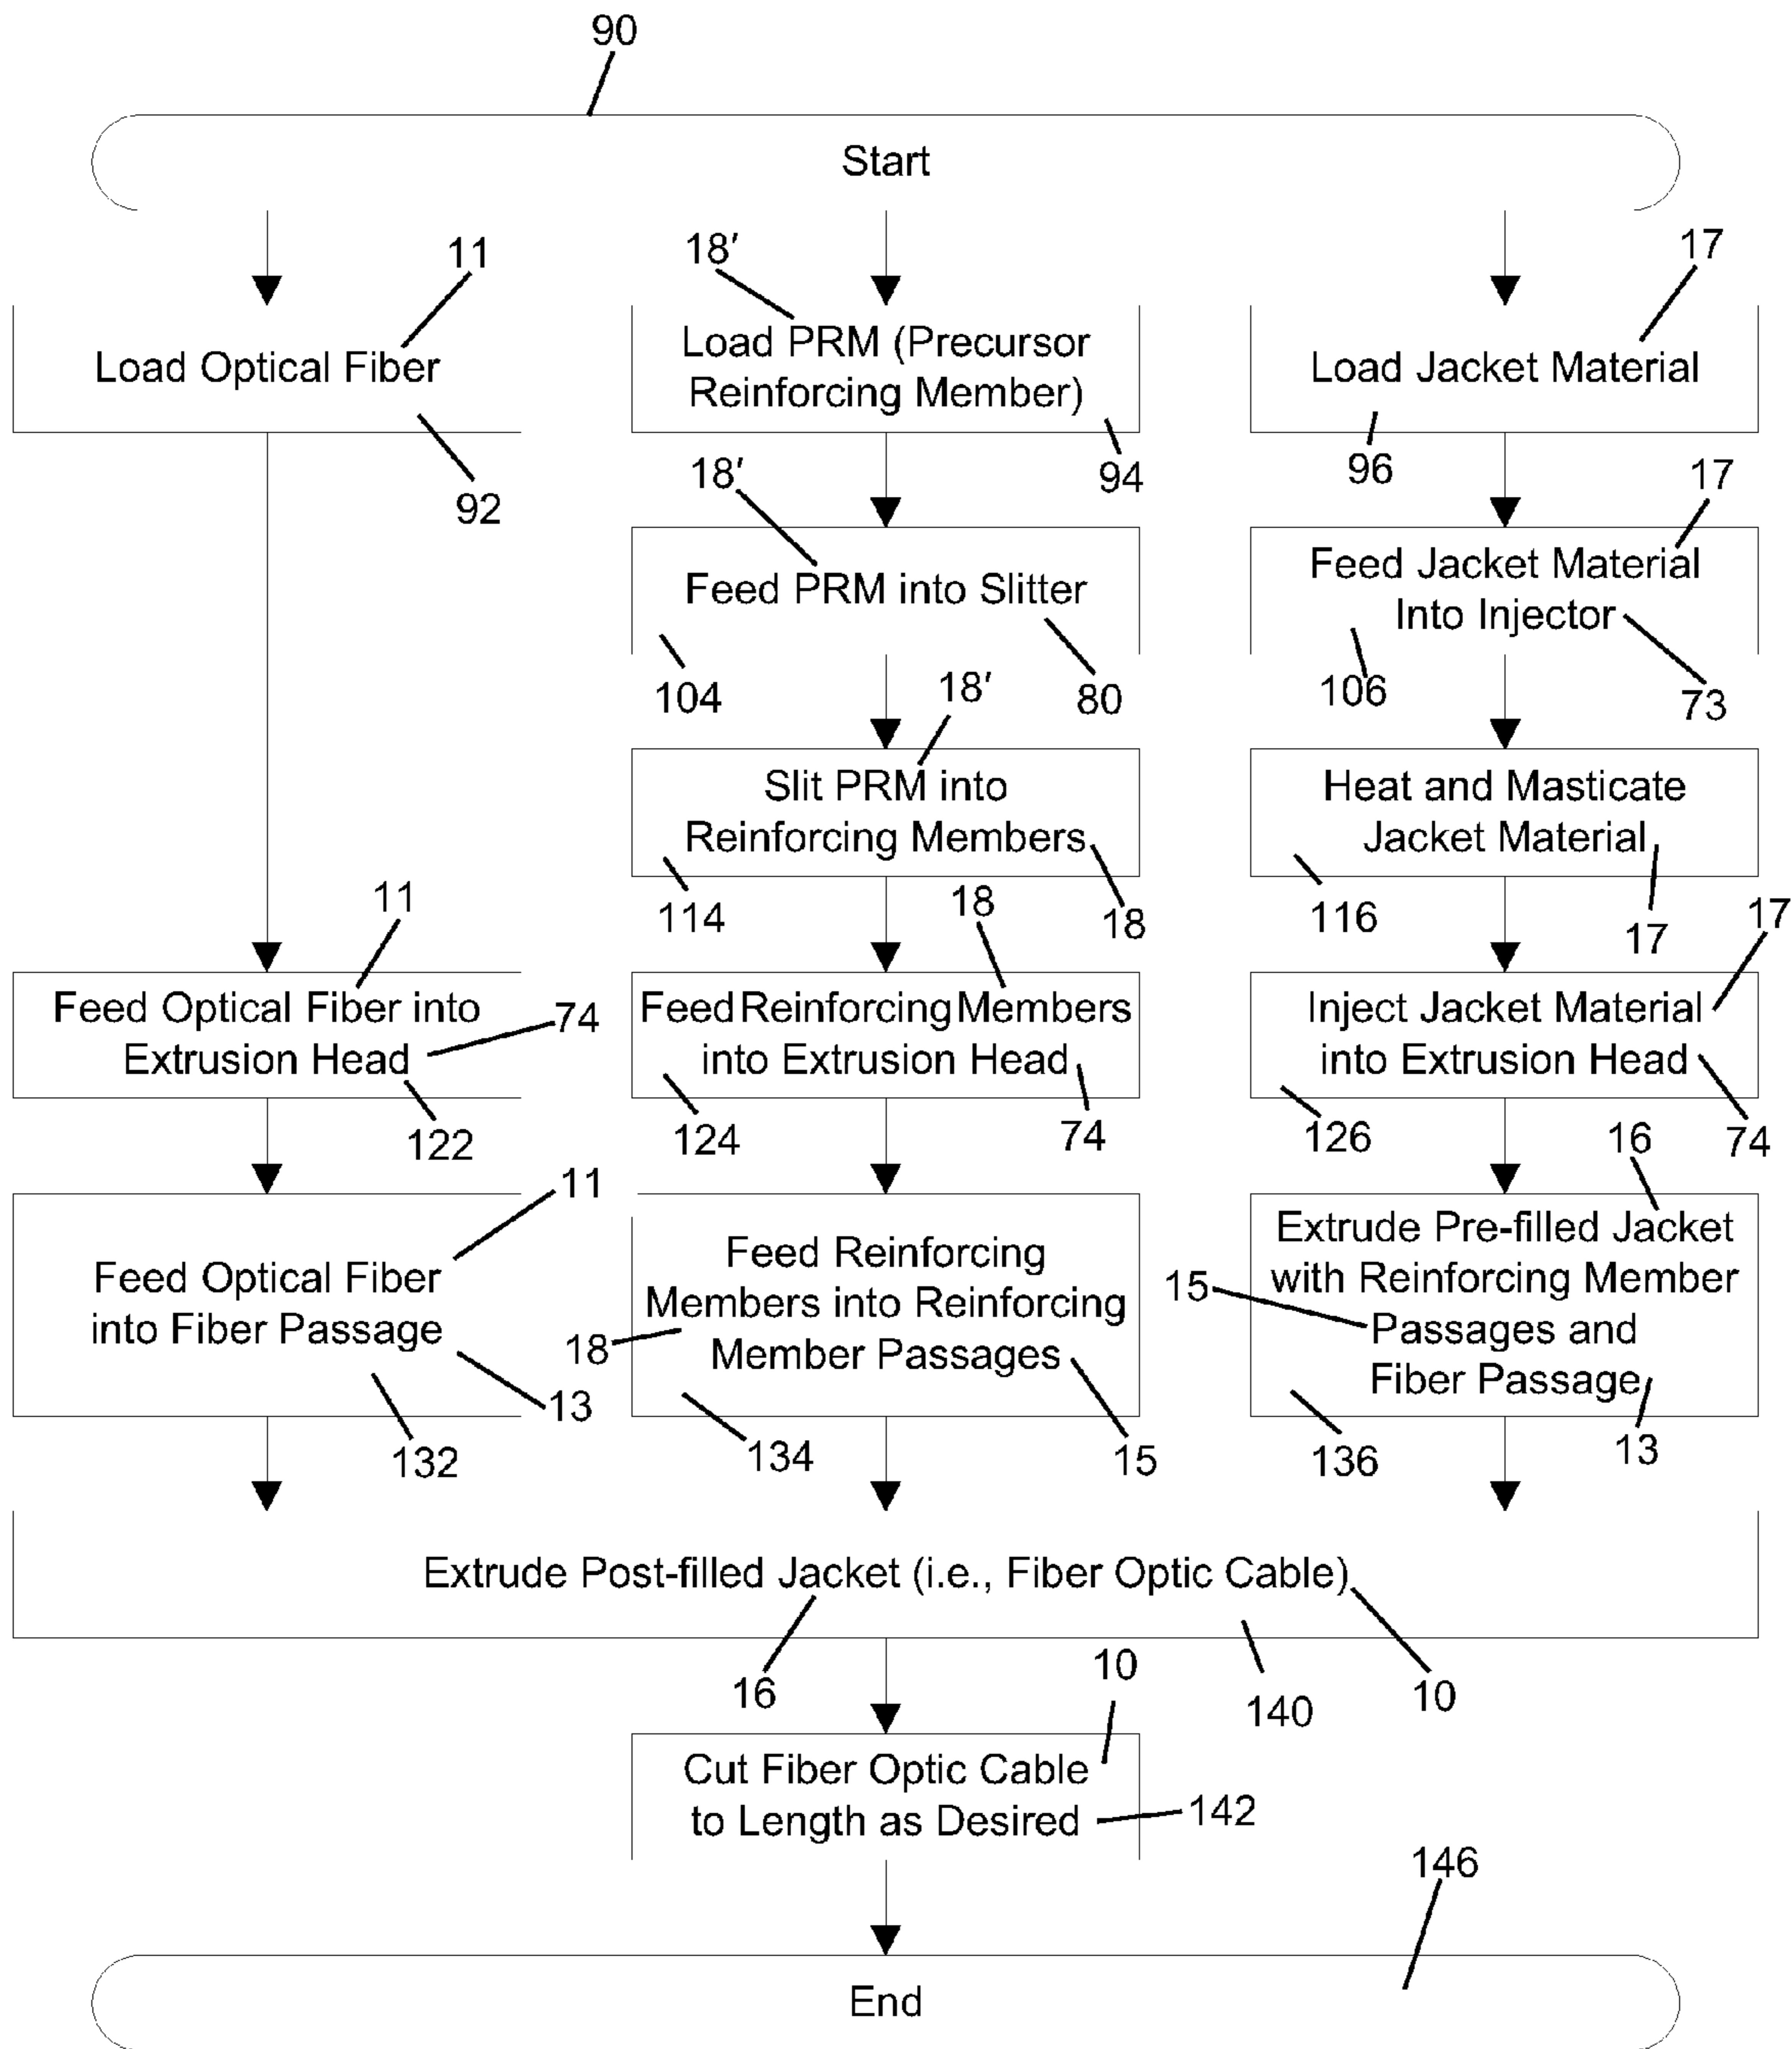 90
Start
11
18′
17
Load Optical Fiber
Load PRM (Precursor
Reinforcing Member)
Load Jacket Material
92
94
96
18′
17
Feed PRM into Slitter
Feed Jacket Material
Into Injector
104
80
106
73
18′
Slit PRM into
Reinforcing Members
Heat and Masticate
Jacket Material
114
18
116
17
11
18
17
Feed Optical Fiber into
Extrusion Head
74
Feed Reinforcing Members
into Extrusion Head
Inject Jacket Material
into Extrusion Head
122
124
74
126
74
11
16
Feed Optical Fiber
into Fiber Passage
Feed Reinforcing
Members into Reinforcing
Member Passages
18
Extrude Pre-filled Jacket
with Reinforcing Member
Passages and
Fiber Passage
15
13
132
134
15
136
13
Extrude Post-filled Jacket (i.e., Fiber Optic Cable)
16
10
140
10
Cut Fiber Optic Cable
to Length as Desired
142
146
End